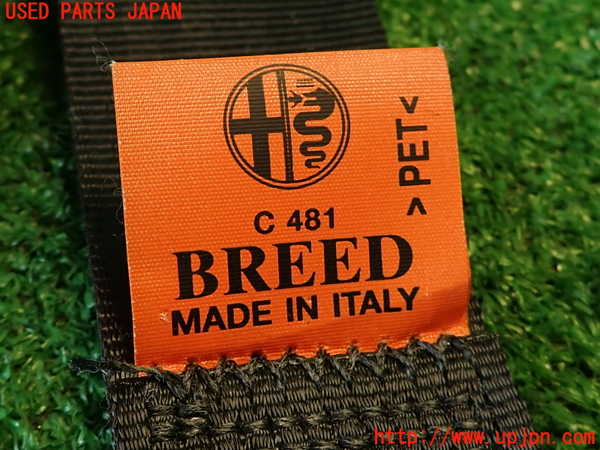 USED PARTS JAPAN
>PET<
C 481
BREED
MADE IN ITALY
http://www.upjpn.com